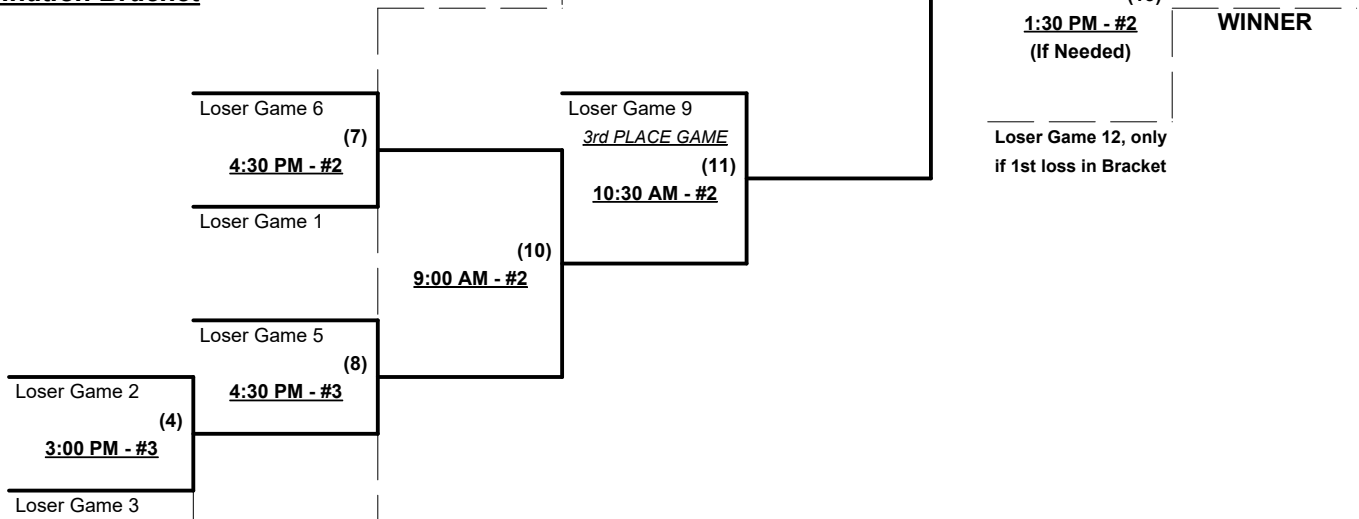 1:30 PM - #2
WINNER
(If Needed)
Loser Game 6
(7)
4:30 PM - #2
Loser Game 1
Loser Game 9
3rd PLACE GAME
(11)
10:30 AM - #2
Loser Game 12, only
if 1st loss in Bracket
(10)
9:00 AM - #2
Loser Game 5
(8)
4:30 PM - #3
Loser Game 2
(4)
3:00 PM - #3
Loser Game 3